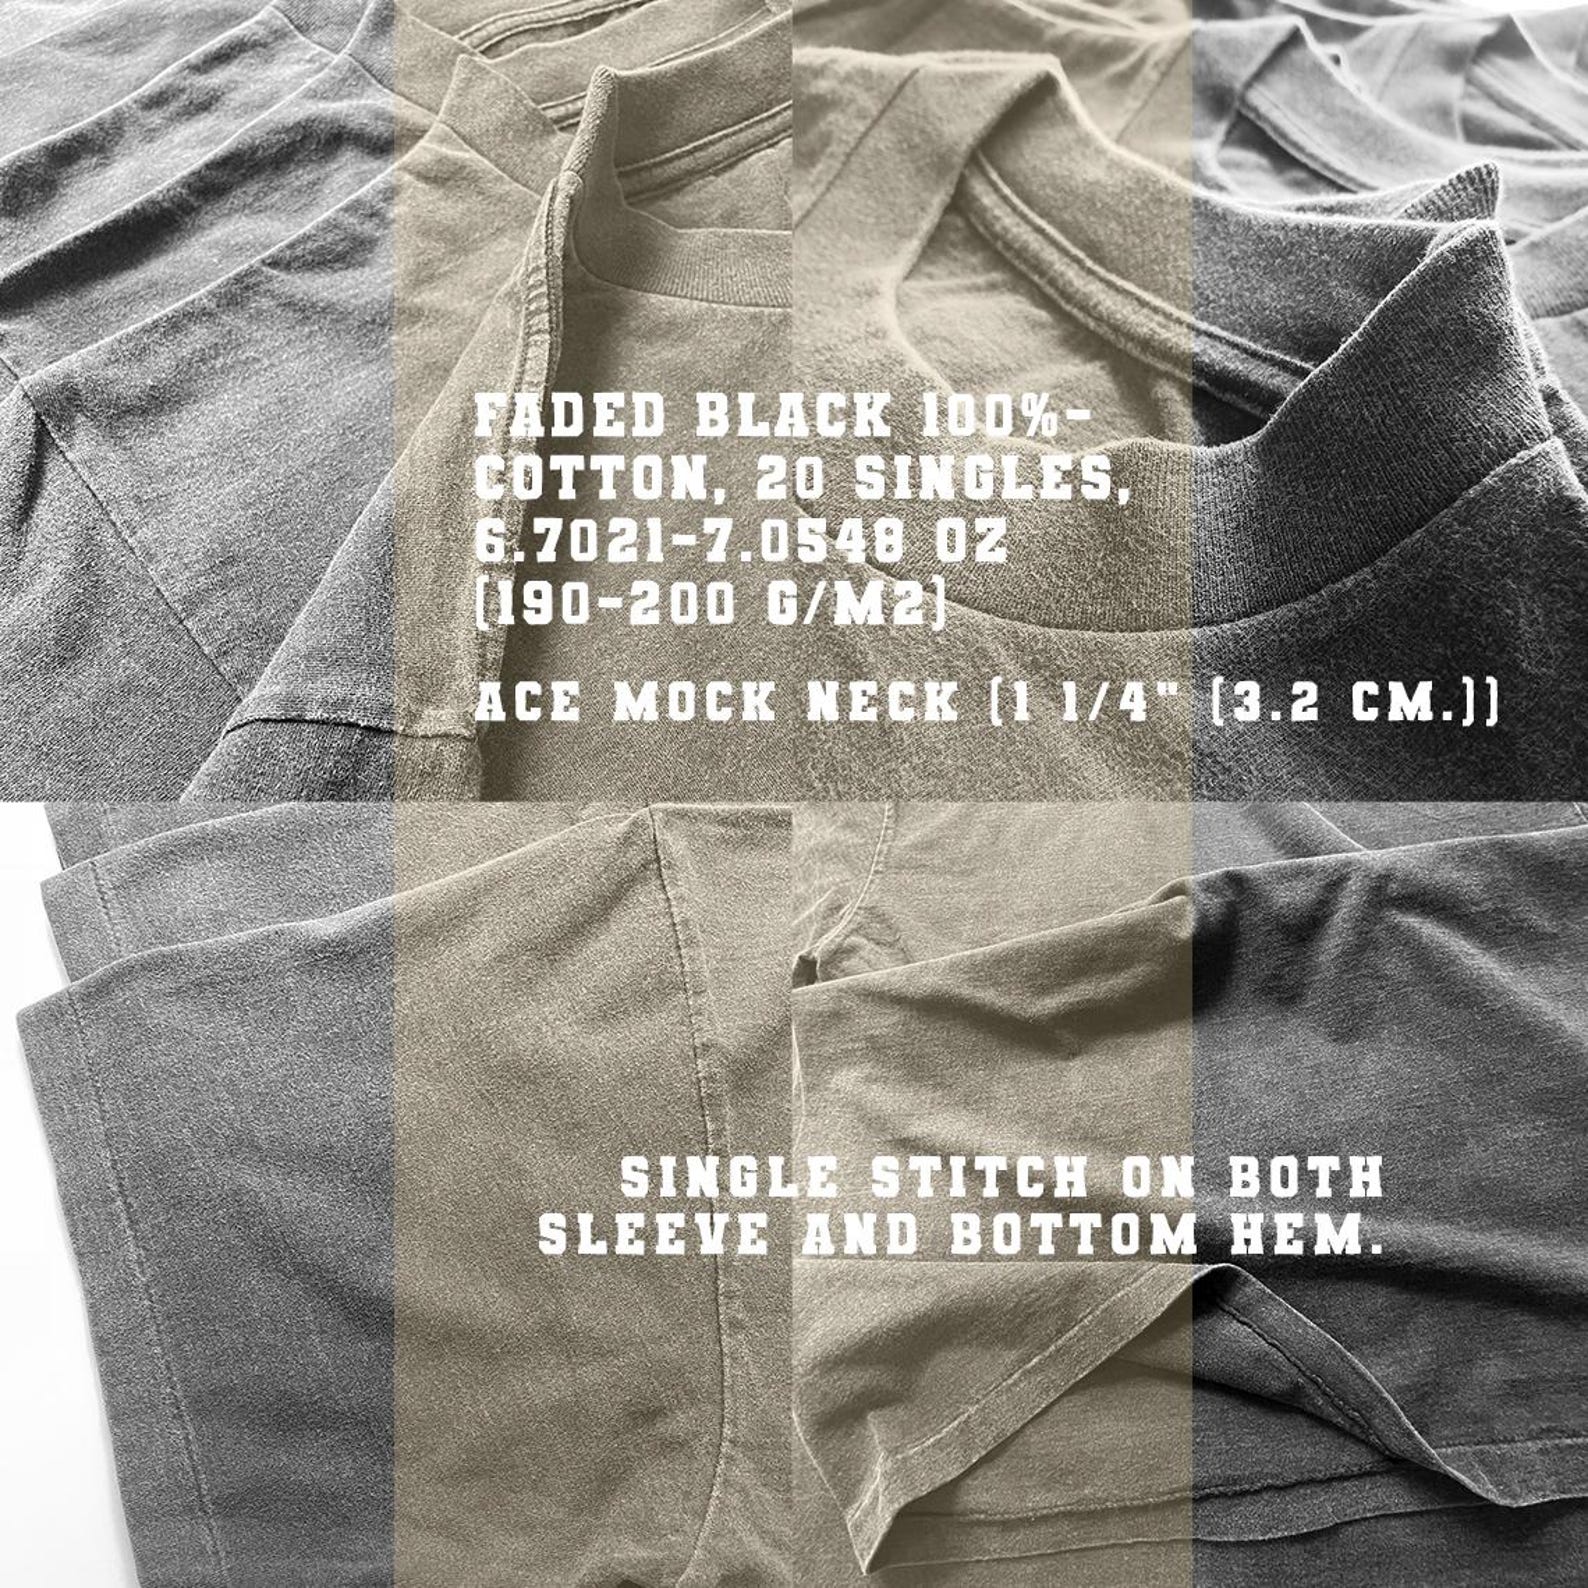 FADED BLACK 100%-
COTTON, 20 SINGLES,
6.7021-7.0548 OZ
(190-200 G/M2)
ACE MOCK NECK (1 1/4" (3.2 CM.))
SINGLE STITCH ON BOTH
SLEEVE AND BOTTOM HEM.